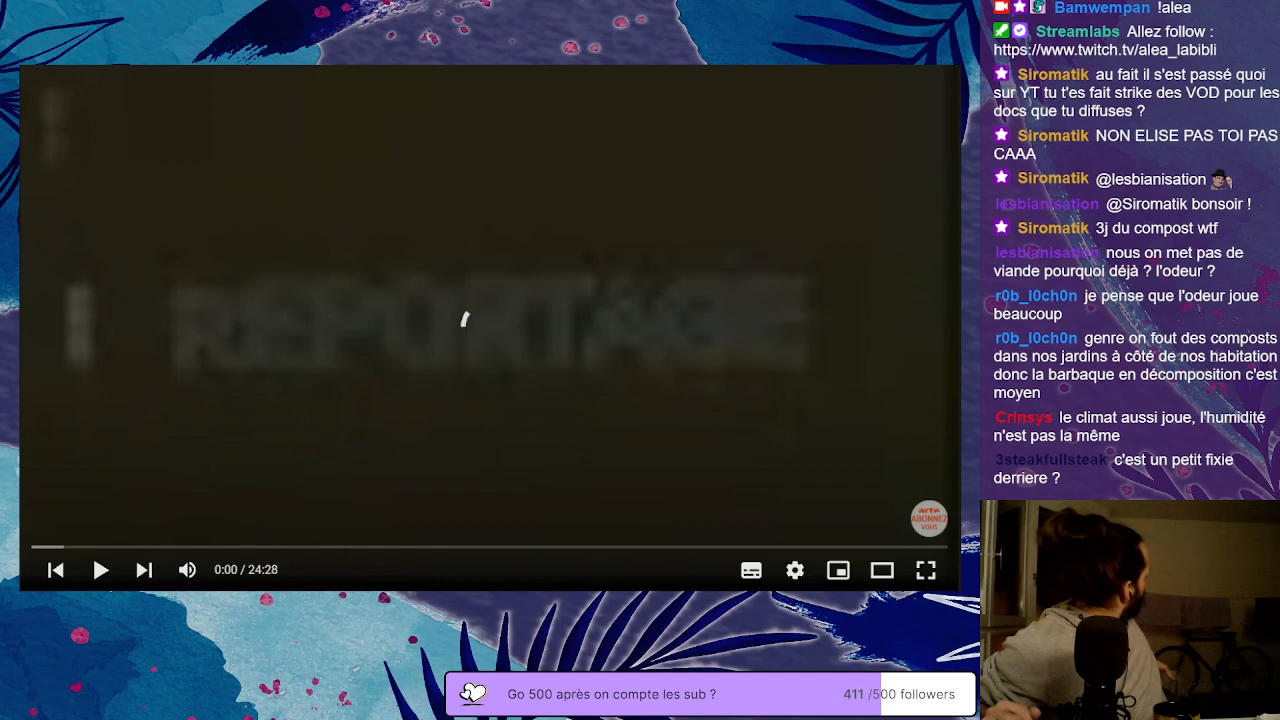 REPORTAGE
arte
ABONNEZ
VOUS
0:00 / 24:28
Bamwempan !alea
Streamlabs Allez follow :
https://www.twitch.tv/alea_labibli
Siromatik au fait il s'est passé quoi
sur YT tu t'es fait strike des VOD pour les
docs que tu diffuses ?
Siromatik NON ELISE PAS TOI PAS
CAAA
Siromatik @lesbianisation
lesbianisation @Siromatik bonsoir !
Siromatik 3j du compost wtf
lesbianisation nous on met pas de
viande pourquoi déjà ? l'odeur ?
r0b_l0ch0n je pense que l'odeur joue
beaucoup
r0b_l0ch0n genre on fout des composts
dans nos jardins à côté de nos habitation
donc la barbaque en décomposition c'est
moyen
Crinsys le climat aussi joue, l'humidité
n'est pas la même
3steakfullsteak c'est un petit fixie
derriere ?
Go 500 après on compte les sub ?
411 /500 followers